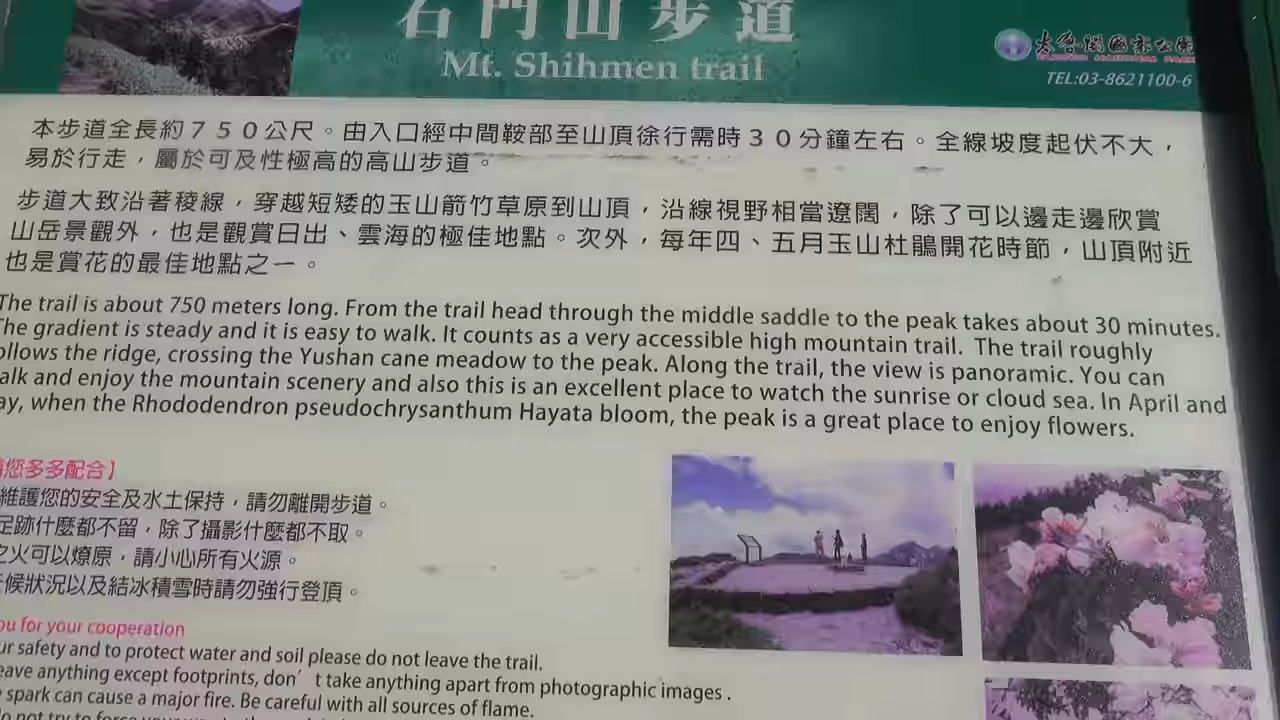 石門山步道
Mt. Shihmen trail
太魯閣國家公園
TAROKO NATIONAL PARK
TEL:03-8621100-6
本步道全長約750公尺。由入口經中間鞍部至山頂徐行需時30分鐘左右。全線坡度起伏不大，
易於行走，屬於可及性極高的高山步道。
步道大致沿著稜線，穿越短矮的玉山箭竹草原到山頂，沿線視野相當遼闊，除了可以邊走邊欣賞
山岳景觀外，也是觀賞日出、雲海的極佳地點。次外，每年四、五月玉山杜鵑開花時節，山頂附近
也是賞花的最佳地點之一。
The trail is about 750 meters long. From the trail head through the middle saddle to the peak takes about 30 minutes.
The gradient is steady and it is easy to walk. It counts as a very accessible high mountain trail. The trail roughly
ollows the ridge, crossing the Yushan cane meadow to the peak. Along the trail, the view is panoramic. You can
alk and enjoy the mountain scenery and also this is an excellent place to watch the sunrise or cloud sea. In April and
ay, when the Rhododendron pseudochrysanthum Hayata bloom, the peak is a great place to enjoy flowers.
您多多配合】
維護您的安全及水土保持，請勿離開步道。
足跡什麼都不留，除了攝影什麼都不取。
之火可以燎原，請小心所有火源。
候狀況以及結冰積雪時請勿強行登頂。
ou for your cooperation
ur safety and to protect water and soil please do not leave the trail.
eave anything except footprints, don't take anything apart from photographic images.
spark can cause a major fire. Be careful with all sources of flame.